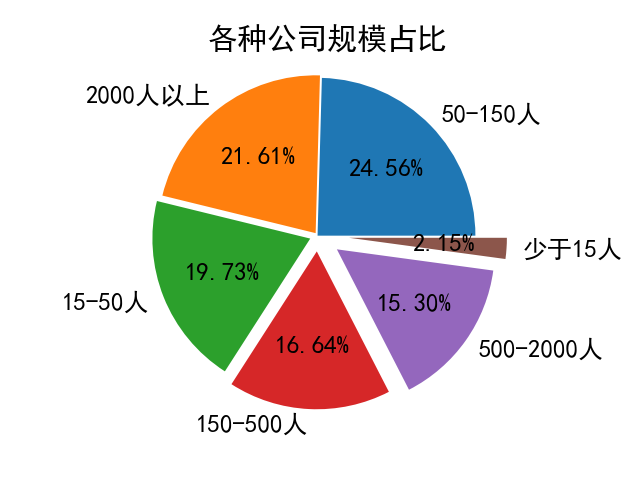 各种公司规模占比
2000人以上
50-150人
21.61%
24.56%
2.15%
少于15人
19.73%
15-50人
15.30%
16.64%
500-2000人
150-500人